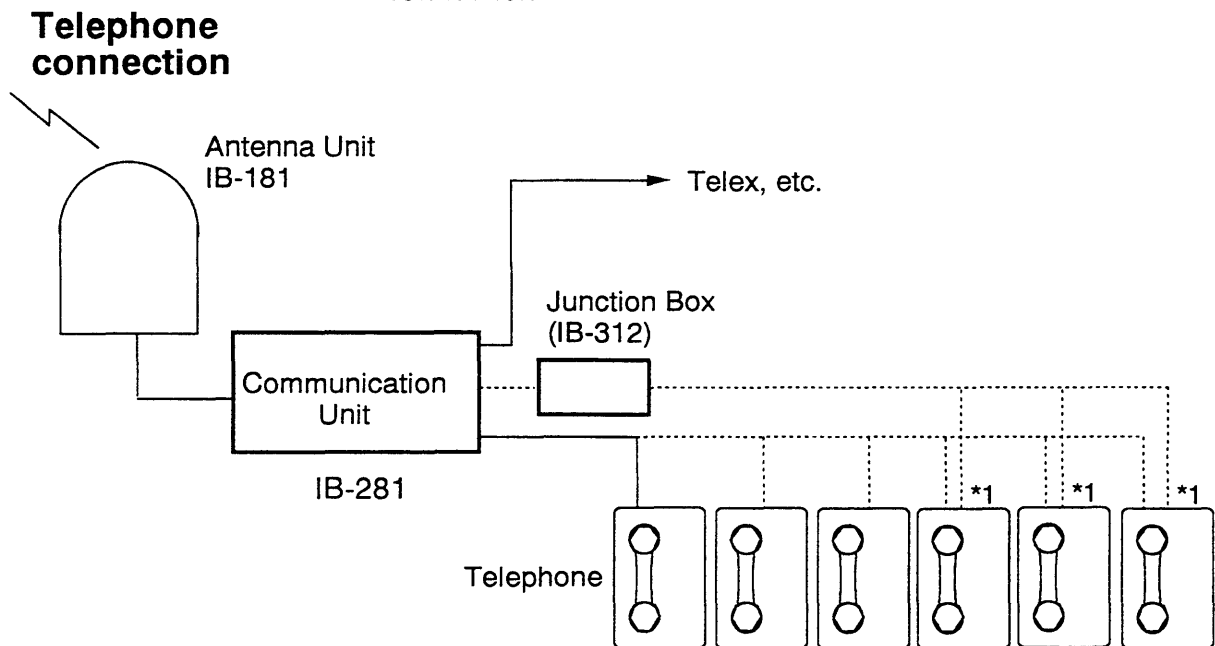 Telephone
connection
Antenna Unit
IB-181
Telex, etc.
Junction Box
(IB-312)
Communication
Unit
IB-281
*1
*1
*1
Telephone